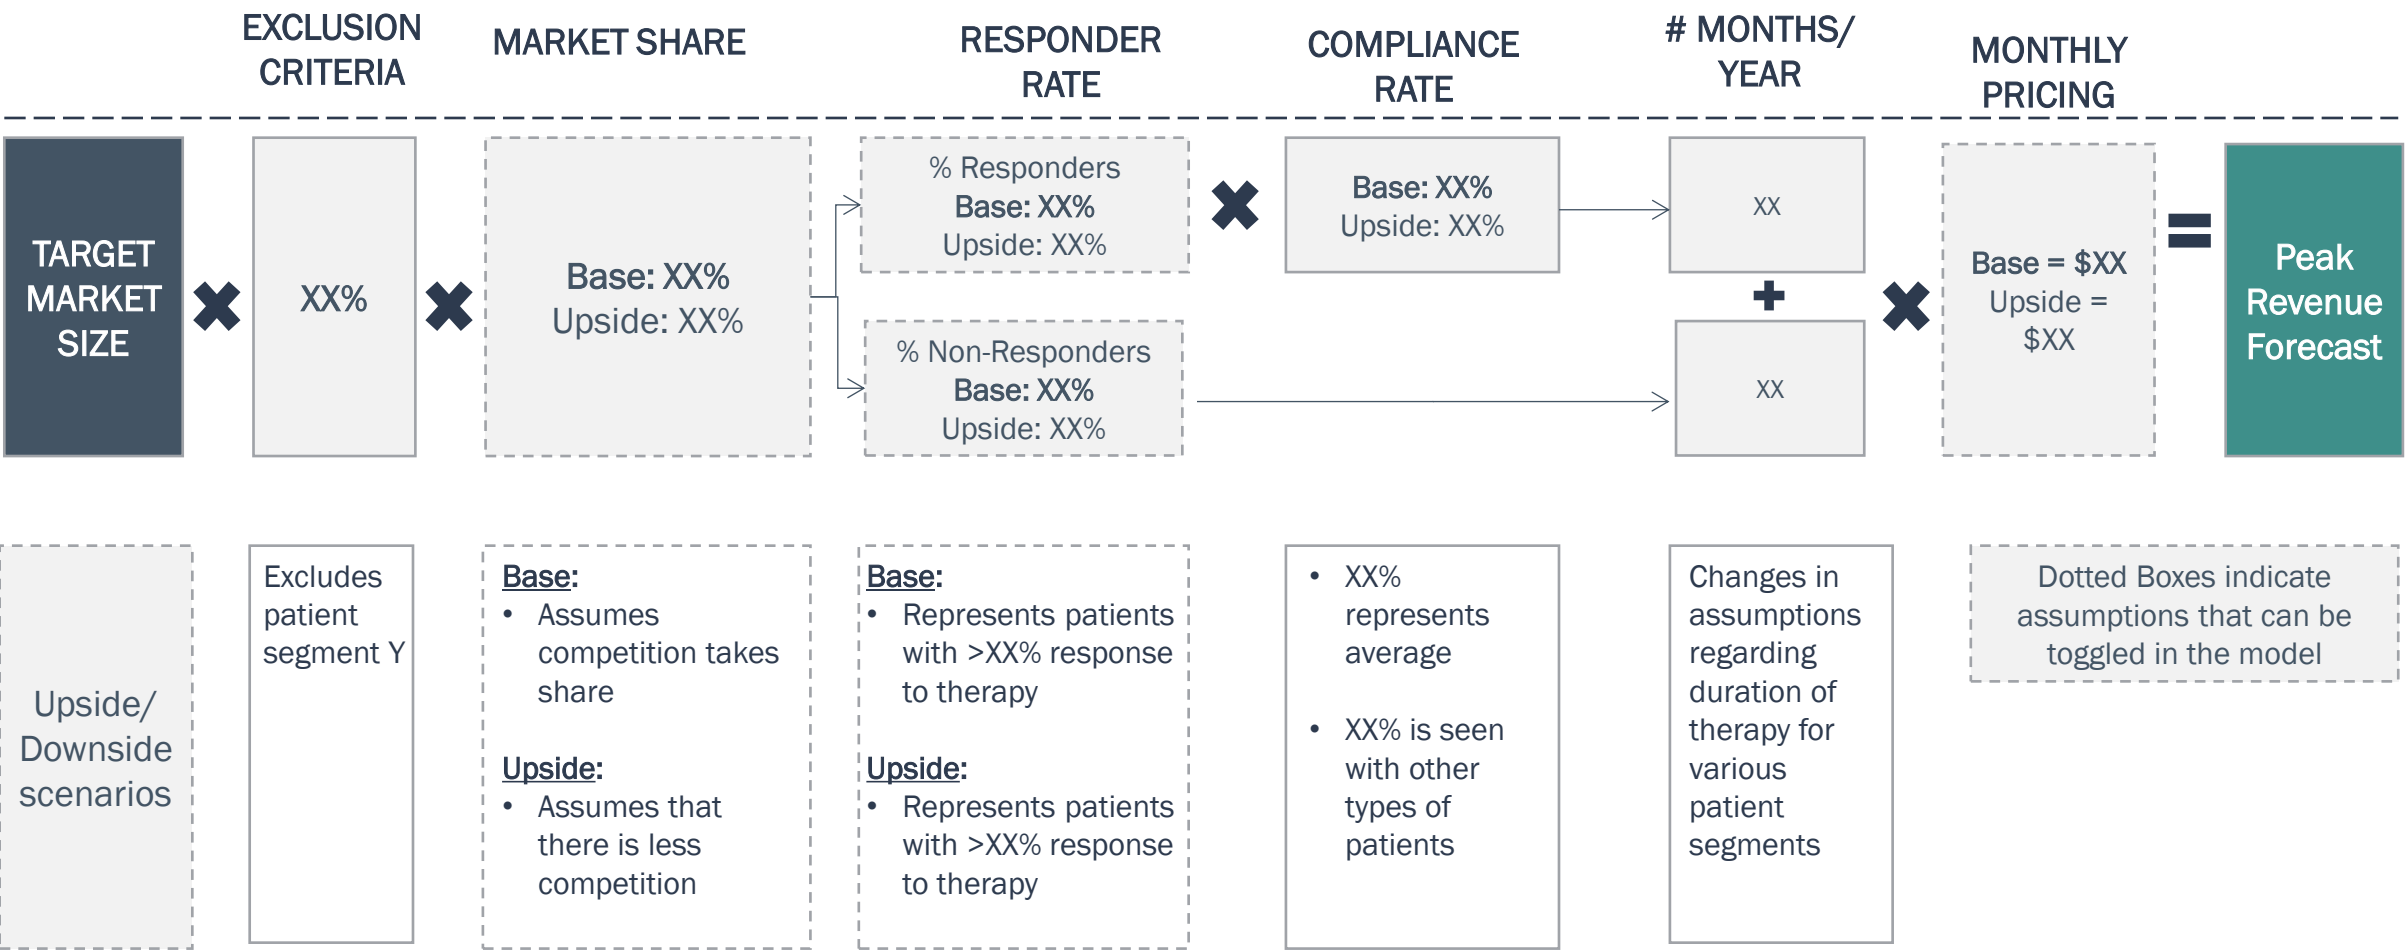 EXCLUSION
CRITERIA
MARKET SHARE
RESPONDER
RATE
COMPLIANCE
RATE
# MONTHS/
YEAR
MONTHLY
PRICING
TARGET
MARKET
SIZE
XX%
Base: XX%
Upside: XX%
% Responders
Base: XX%
Upside: XX%
% Non-Responders
Base: XX%
Upside: XX%
Base: XX%
Upside: XX%
XX
+
XX
Base = $XX
Upside =
$XX
=
Peak
Revenue
Forecast
Upside/
Downside
scenarios
Excludes
patient
segment Y
Base:
• Assumes
competition takes
share
Upside:
• Assumes that
there is less
competition
Base:
• Represents patients
with >XX% response
to therapy
Upside:
• Represents patients
with >XX% response
to therapy
• XX%
represents
average
• XX% is seen
with other
types of
patients
Changes in
assumptions
regarding
duration of
therapy for
various
patient
segments
Dotted Boxes indicate
assumptions that can be
toggled in the model